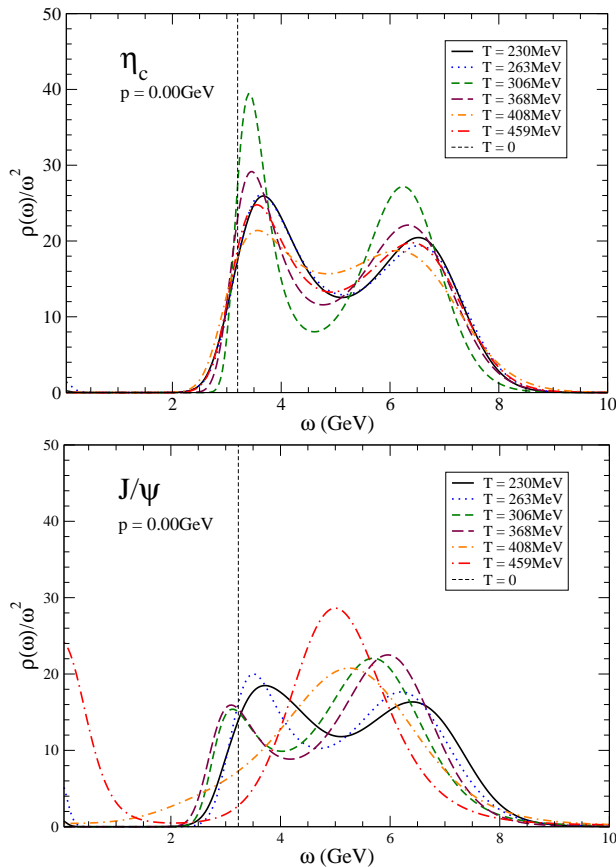 50
40
30
20
10
0
ρ(ω)/ω²
η_c
p = 0.00GeV
T = 230MeV
T = 263MeV
T = 306MeV
T = 368MeV
T = 408MeV
T = 459MeV
T = 0
2 4 6 8 10
ω (GeV)
50
40
30
20
10
0
ρ(ω)/ω²
J/ψ
p = 0.00GeV
T = 230MeV
T = 263MeV
T = 306MeV
T = 368MeV
T = 408MeV
T = 459MeV
T = 0
2 4 6 8 10
ω (GeV)